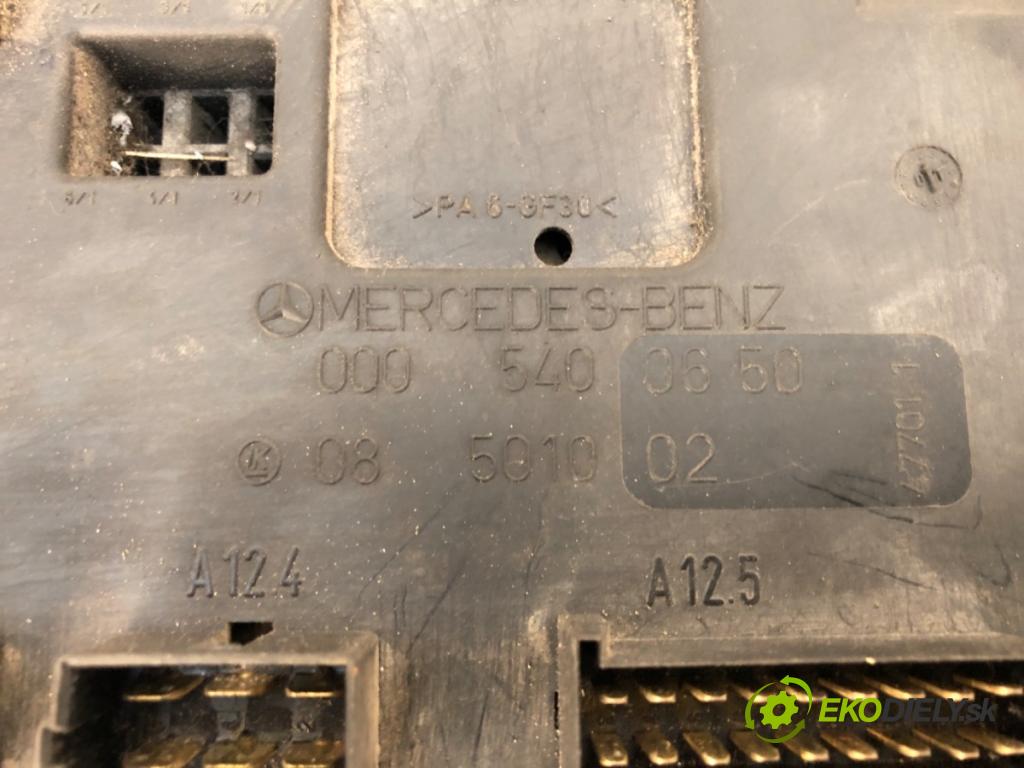 >PA 6-GF30<
MERCEDES-BENZ
000 540 06 50
08 5010 02
A12.4
A12.5
EKODIELY.sk